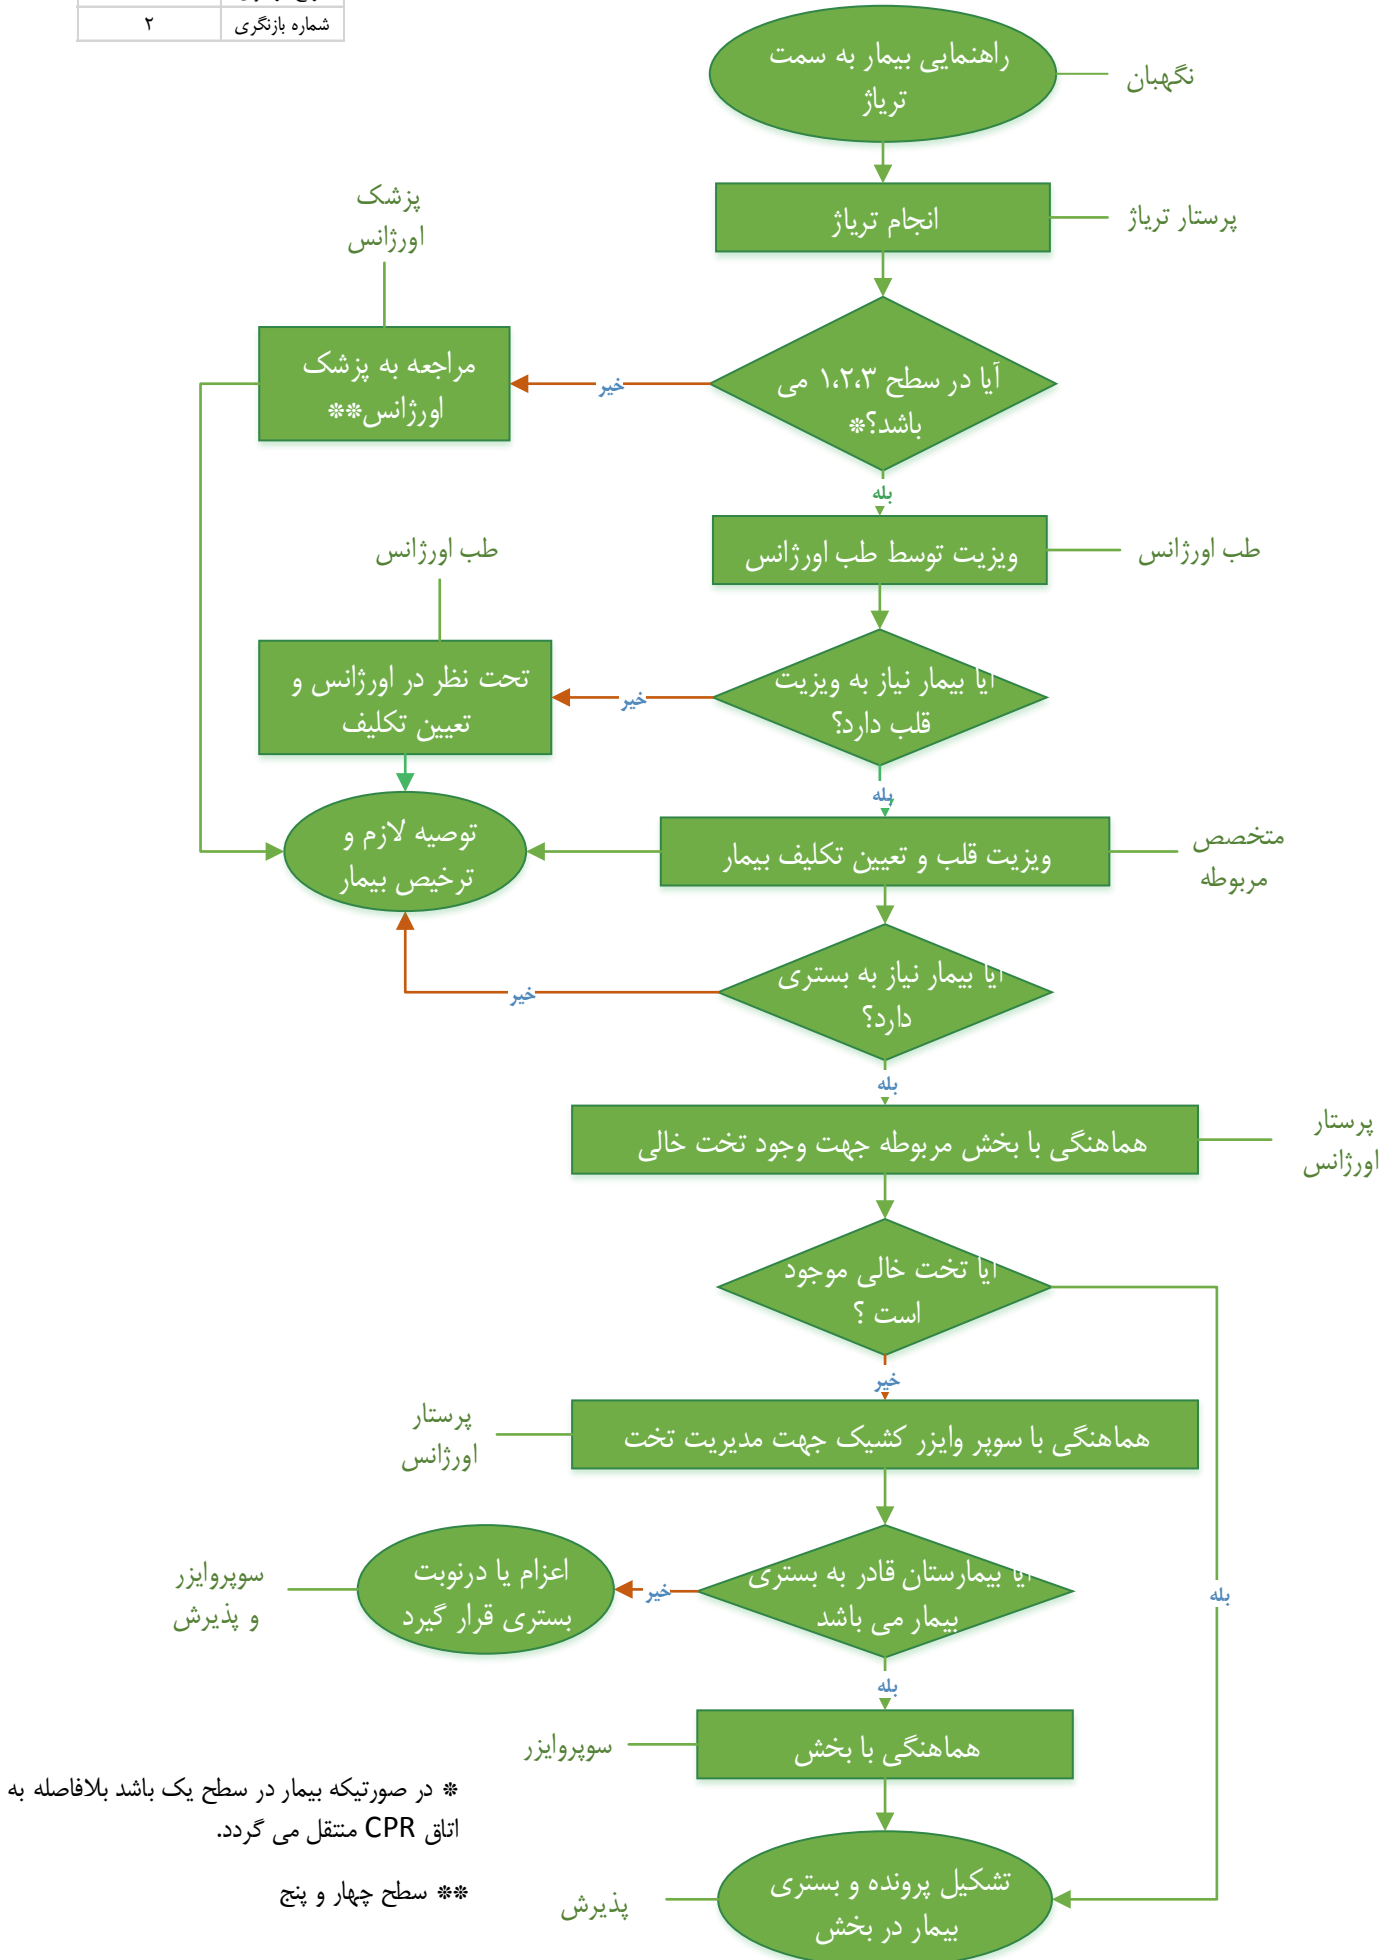 شماره بازنگری ۲
راهنمایی بیمار به سمت
تریاژ
نگهبان
انجام تریاژ
پرستار تریاژ
پزشک
اورژانس
آیا در سطح ۱،۲،۳ می
باشد؟*
خیر
مراجعه به پزشک
اورژانس**
بله
ویزیت توسط طب اورژانس
طب اورژانس
طب اورژانس
آیا بیمار نیاز به ویزیت
قلب دارد؟
خیر
تحت نظر در اورژانس و
تعیین تکلیف
بله
توصیه لازم و
ترخیص بیمار
ویزیت قلب و تعیین تکلیف بیمار
متخصص
مربوطه
آیا بیمار نیاز به بستری
دارد؟
خیر
بله
هماهنگی با بخش مربوطه جهت وجود تخت خالی
پرستار
اورژانس
آیا تخت خالی موجود
است ؟
خیر
هماهنگی با سوپر وایزر کشیک جهت مدیریت تخت
پرستار
اورژانس
آیا بیمارستان قادر به بستری
بیمار می باشد
خیر
اعزام یا درنوبت
بستری قرار گیرد
سوپروایزر
و پذیرش
بله
بله
هماهنگی با بخش
سوپروایزر
* در صورتیکه بیمار در سطح یک باشد بلافاصله به
اتاق CPR منتقل می گردد.
** سطح چهار و پنج
تشکیل پرونده و بستری
بیمار در بخش
پذیرش